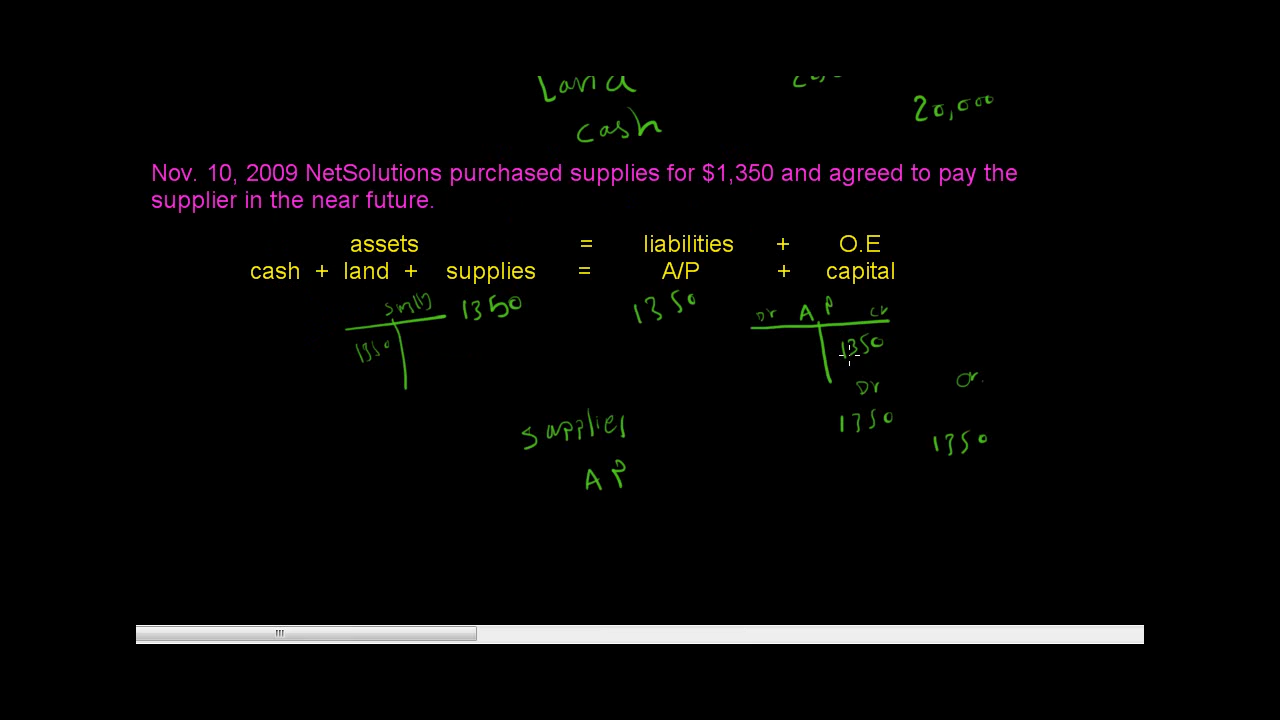 Land
cash
20,000
Nov. 10, 2009 NetSolutions purchased supplies for $1,350 and agreed to pay the
supplier in the near future.
assets = liabilities + O.E
cash + land + supplies = A/P + capital
1350 1350 Dr A P Cr
1350 1350
Dr Cr.
supplies 1350
A P 1350